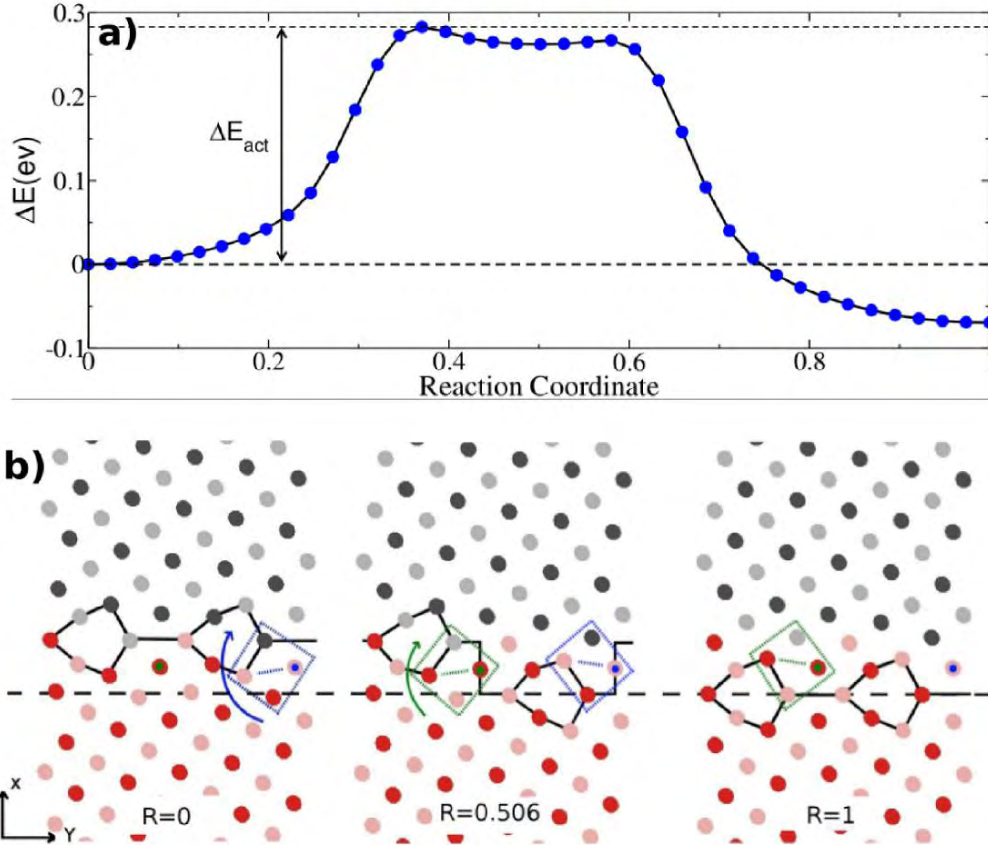 a)
0.3
0.2
0.1
0
-0.1
ΔE(ev)
ΔE_act
0 0.2 0.4 0.6 0.8
Reaction Coordinate
b)
x
Y
R=0 R=0.506 R=1